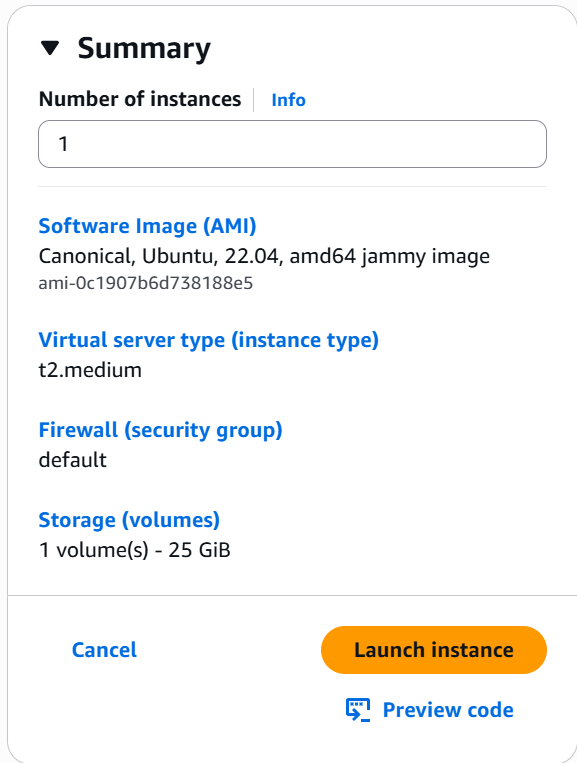 Summary
Number of instances
Info
1
Software Image (AMI)
Canonical, Ubuntu, 22.04, amd64 jammy image
ami-0c1907b6d738188e5
Virtual server type (instance type)
t2.medium
Firewall (security group)
default
Storage (volumes)
1 volume(s) - 25 GiB
Cancel
Launch instance
Preview code